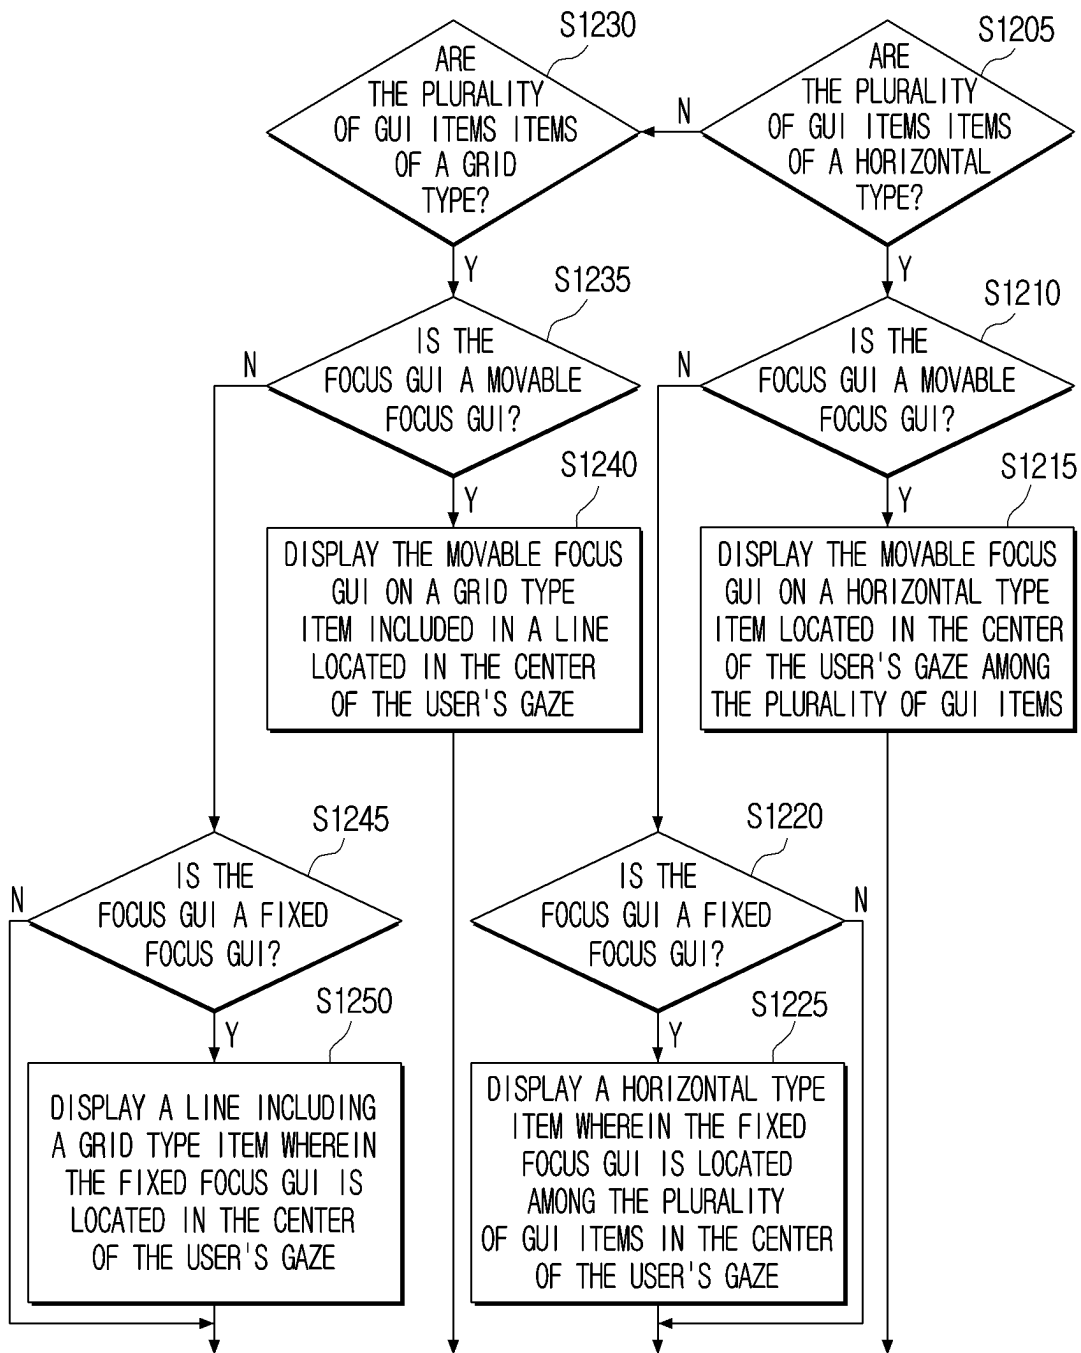 S1230
ARE
THE PLURALITY
OF GUI ITEMS ITEMS
OF A GRID
TYPE?
N
S1205
ARE
THE PLURALITY
OF GUI ITEMS ITEMS
OF A HORIZONTAL
TYPE?
Y
Y
S1235
IS THE
FOCUS GUI A MOVABLE
FOCUS GUI?
N
S1210
IS THE
FOCUS GUI A MOVABLE
FOCUS GUI?
N
Y
Y
S1240
DISPLAY THE MOVABLE FOCUS
GUI ON A GRID TYPE
ITEM INCLUDED IN A LINE
LOCATED IN THE CENTER
OF THE USER'S GAZE
S1215
DISPLAY THE MOVABLE FOCUS
GUI ON A HORIZONTAL TYPE
ITEM LOCATED IN THE CENTER
OF THE USER'S GAZE AMONG
THE PLURALITY OF GUI ITEMS
S1245
IS THE
FOCUS GUI A FIXED
FOCUS GUI?
N
S1220
IS THE
FOCUS GUI A FIXED
FOCUS GUI?
N
Y
Y
S1250
DISPLAY A LINE INCLUDING
A GRID TYPE ITEM WHEREIN
THE FIXED FOCUS GUI IS
LOCATED IN THE CENTER
OF THE USER'S GAZE
S1225
DISPLAY A HORIZONTAL TYPE
ITEM WHEREIN THE FIXED
FOCUS GUI IS LOCATED
AMONG THE PLURALITY
OF GUI ITEMS IN THE CENTER
OF THE USER'S GAZE